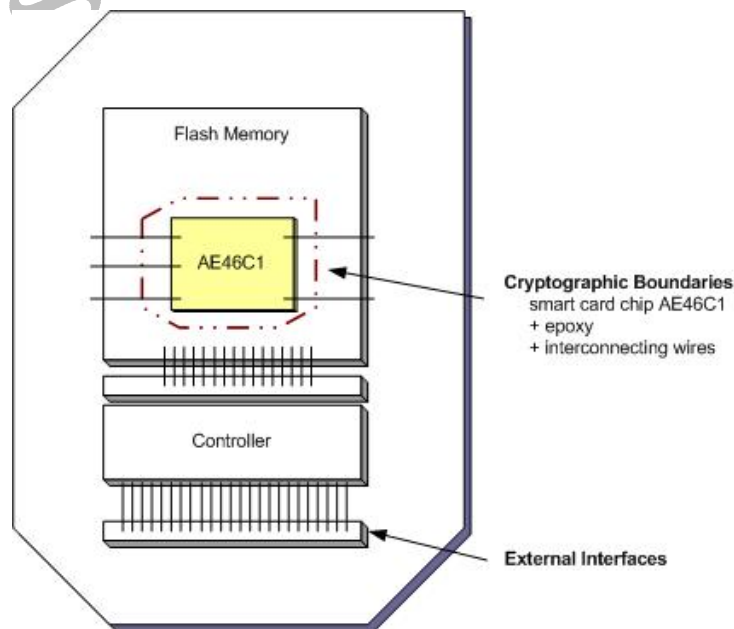 Flash Memory
AE46C1
Cryptographic Boundaries
smart card chip AE46C1
+ epoxy
+ interconnecting wires
Controller
External Interfaces